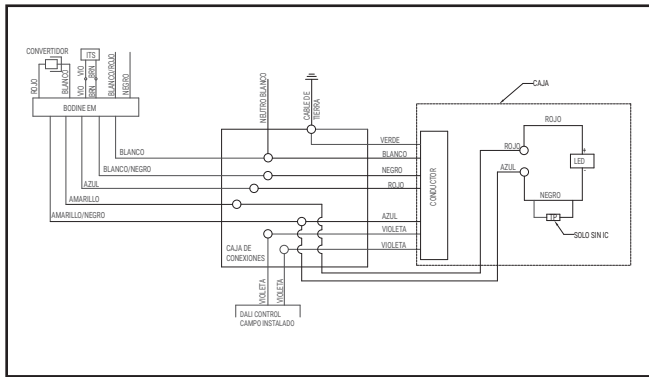 CONVERTIDOR
ITS
ROJO
BLANCO
VIO
VIO
BRN
BRN
BLANCO/ROJO
NEGRO
BODINE EM
NEUTRO BLANCO
CABLE DE
TIERRA
CAJA
ROJO
VERDE
BLANCO
BLANCO
BLANCO/NEGRO
NEGRO
AZUL
ROJO
AMARILLO
AMARILLO/NEGRO
AZUL
VIOLETA
VIOLETA
CONDUCTOR
ROJO
AZUL
+
LED
-
NEGRO
TP
SOLO SIN IC
CAJA DE
CONEXIONES
VIOLETA
VIOLETA
DALI CONTROL
CAMPO INSTALADO